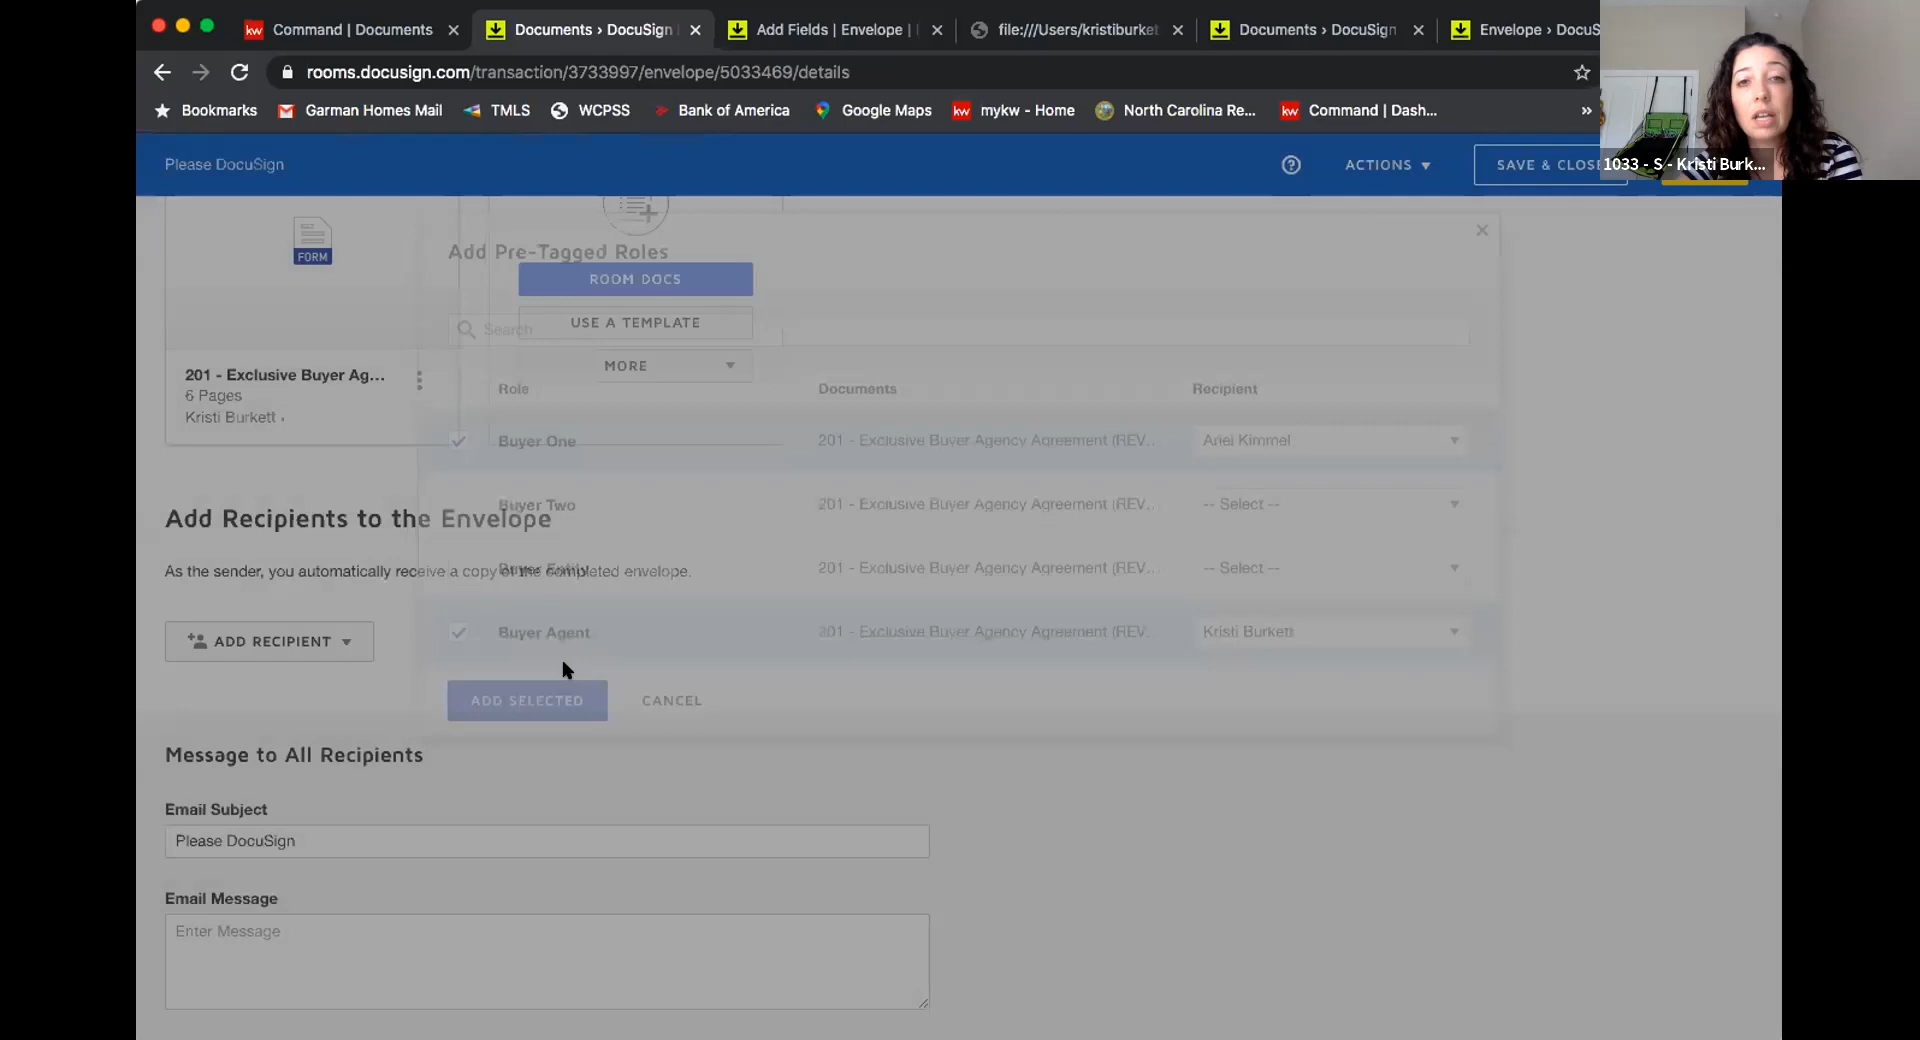 Command | Documents
Documents › DocuSign
Add Fields | Envelope |
file:///Users/kristiburket
Documents › DocuSign
Envelope › DocuS
rooms.docusign.com/transaction/3733997/envelope/5033469/details
Bookmarks
Garman Homes Mail
TMLS
WCPSS
Bank of America
Google Maps
mykw - Home
North Carolina Re...
Command | Dash...
»
1033 - S - Kristi Burk...
Please DocuSign
ACTIONS
SAVE & CLOSE
FORM
Add Pre-Tagged Roles
ROOM DOCS
Search
USE A TEMPLATE
MORE
201 - Exclusive Buyer Ag...
6 Pages
Kristi Burkett
Role
Documents
Recipient
Buyer One
201 - Exclusive Buyer Agency Agreement (REV...
Ariel Kimmel
Buyer Two
201 - Exclusive Buyer Agency Agreement (REV...
-- Select --
Add Recipients to the Envelope
Buyer Entity
201 - Exclusive Buyer Agency Agreement (REV...
-- Select --
As the sender, you automatically receive a copy of the completed envelope.
Buyer Agent
201 - Exclusive Buyer Agency Agreement (REV...
Kristi Burkett
ADD RECIPIENT
ADD SELECTED
CANCEL
Message to All Recipients
Email Subject
Please DocuSign
Email Message
Enter Message